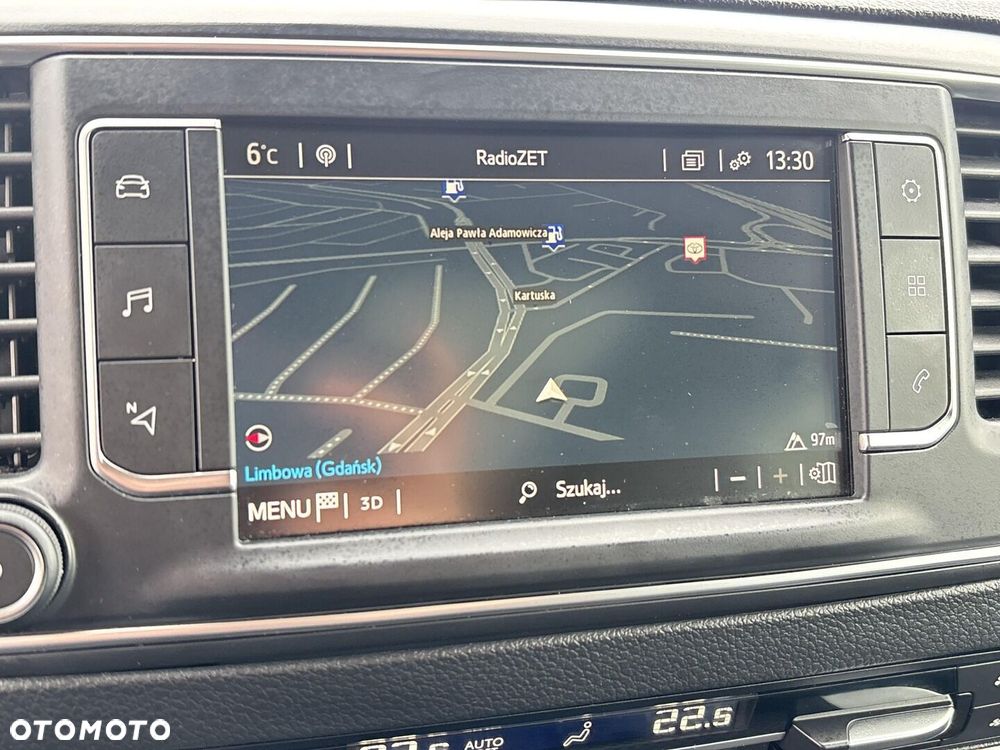 6°C RadioZET 13:30
Aleja Pawła Adamowicza
Kartuska
N
97m
Limbowa (Gdańsk)
MENU 3D Szukaj... − +
AUTO 22.5
OTOMOTO